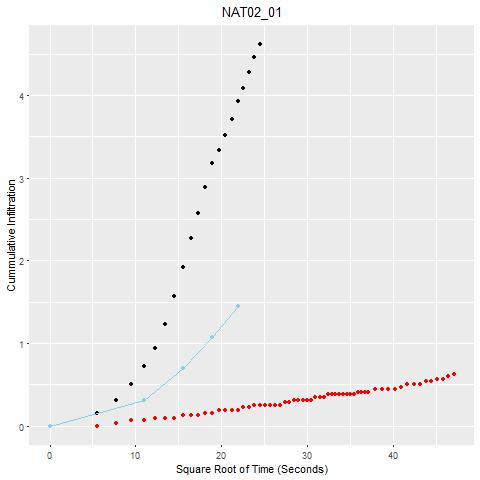 NAT02_01
Cummulative Infiltration
4
3
2
1
0
0 10 20 30 40
Square Root of Time (Seconds)